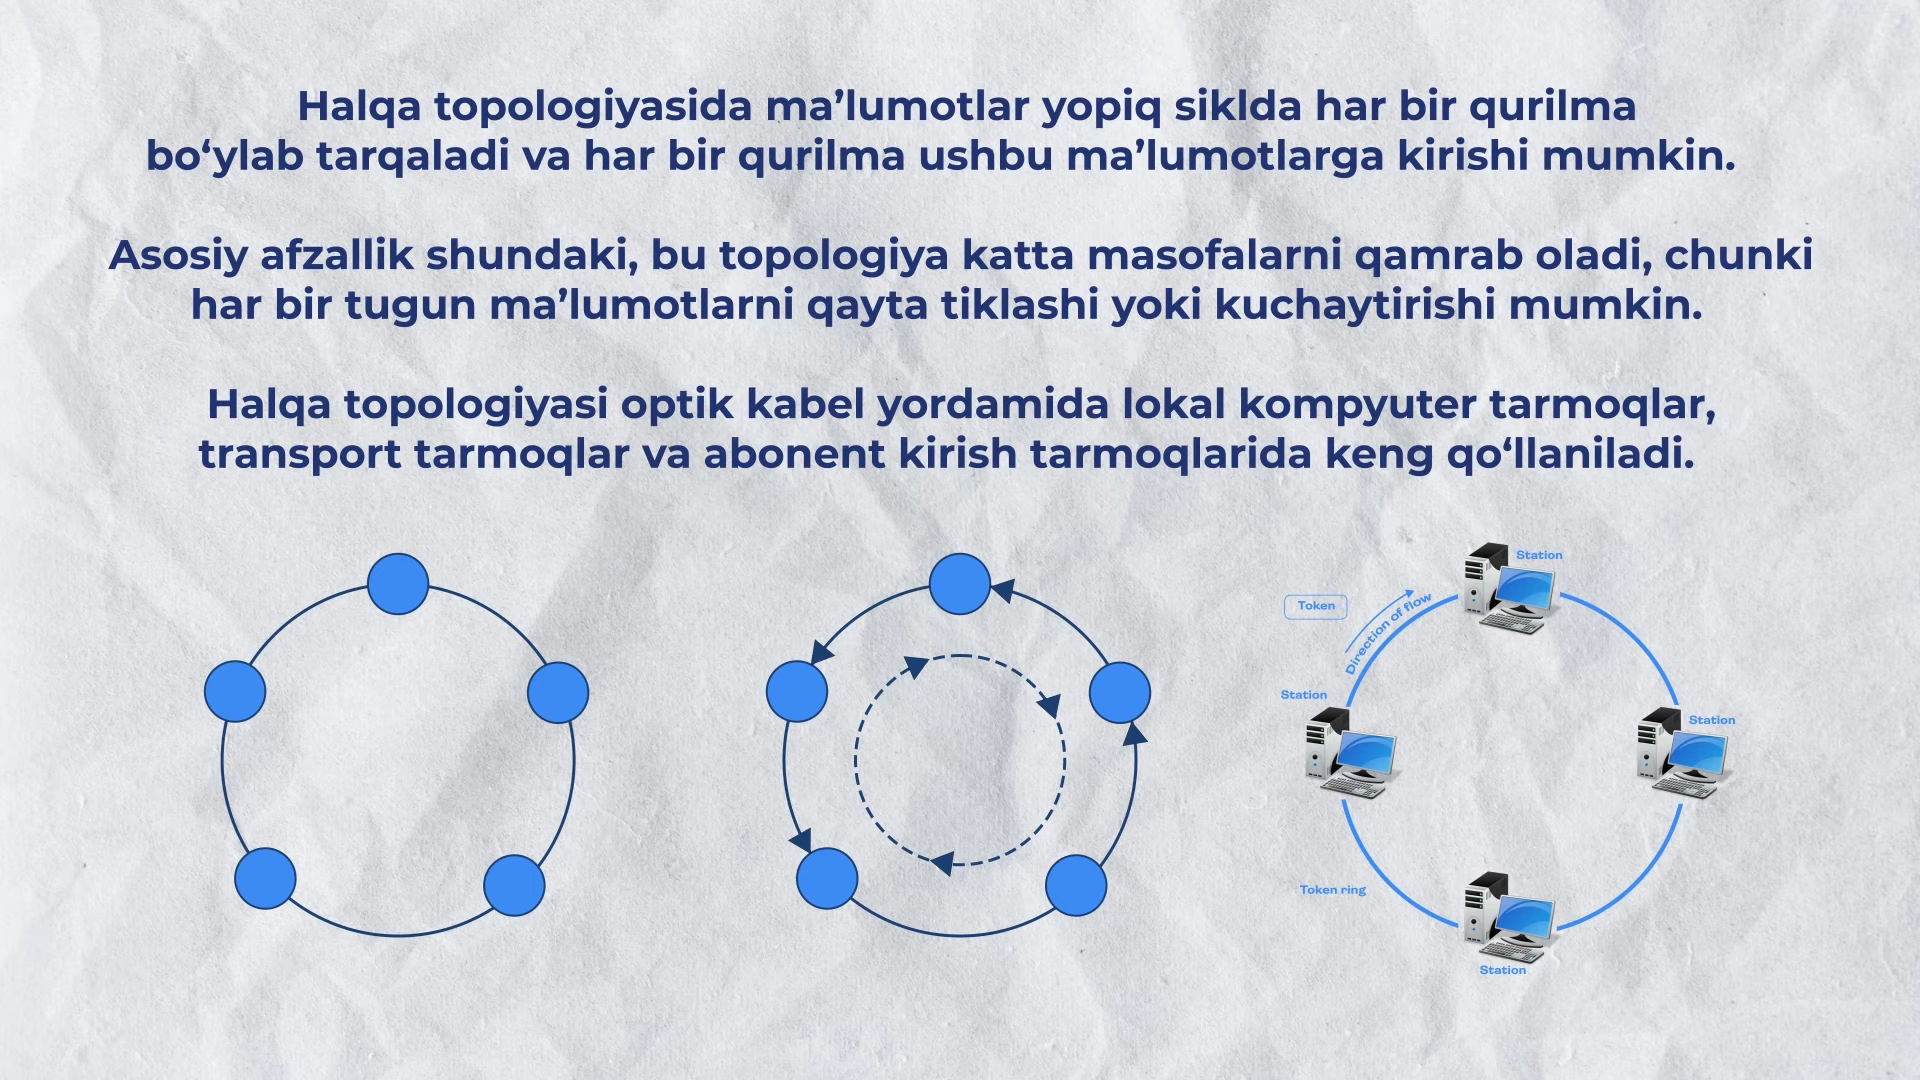 Halqa topologiyasida ma’lumotlar yopiq siklda har bir qurilma
bo‘ylab tarqaladi va har bir qurilma ushbu ma’lumotlarga kirishi mumkin.
Asosiy afzallik shundaki, bu topologiya katta masofalarni qamrab oladi, chunki
har bir tugun ma’lumotlarni qayta tiklashi yoki kuchaytirishi mumkin.
Halqa topologiyasi optik kabel yordamida lokal kompyuter tarmoqlar,
transport tarmoqlar va abonent kirish tarmoqlarida keng qo‘llaniladi.
Station
Token
Direction of flow
Station
Station
Token ring
Station